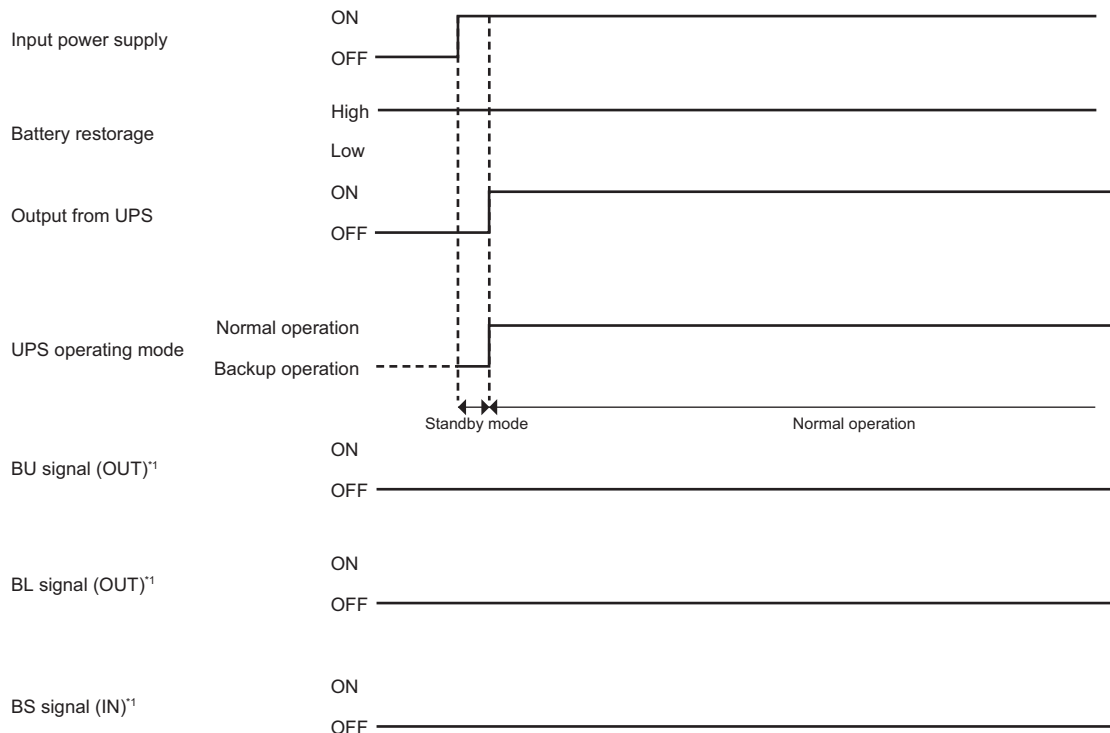 ON
Input power supply
OFF
High
Battery restorage
Low
ON
Output from UPS
OFF
Normal operation
UPS operating mode
Backup operation
Standby mode
Normal operation
ON
BU signal (OUT)*1
OFF
ON
BL signal (OUT)*1
OFF
ON
BS signal (IN)*1
OFF